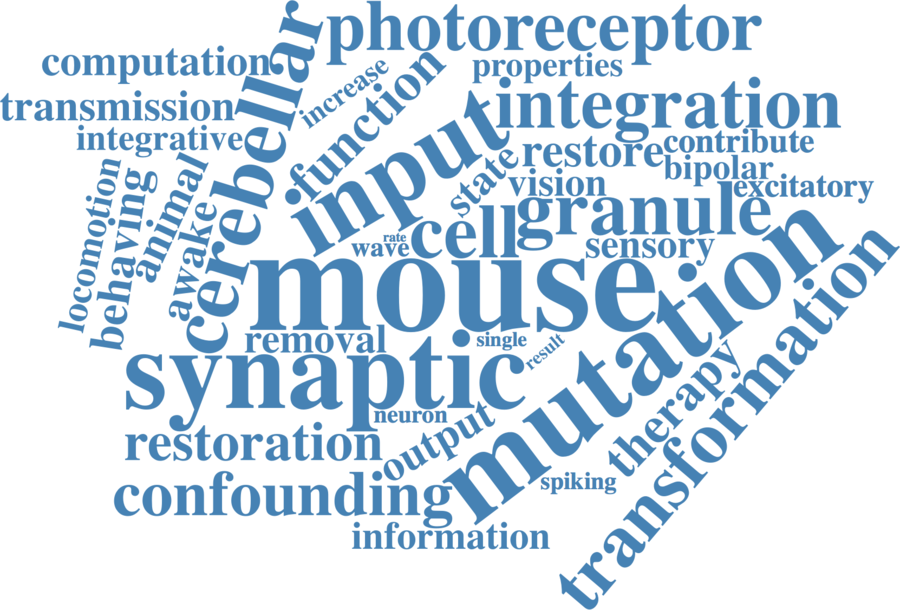 photoreceptor
computation
cerebellar
increase
properties
function
transmission
integration
input
integrative
contribute
restore
state
bipolar
vision
excitatory
locomotion
behaving
animal
awake
granule
cell
rate
wave
sensory
mouse
mutation
removal
single
result
synaptic
transformation
therapy
neuron
output
restoration
spiking
confounding
information